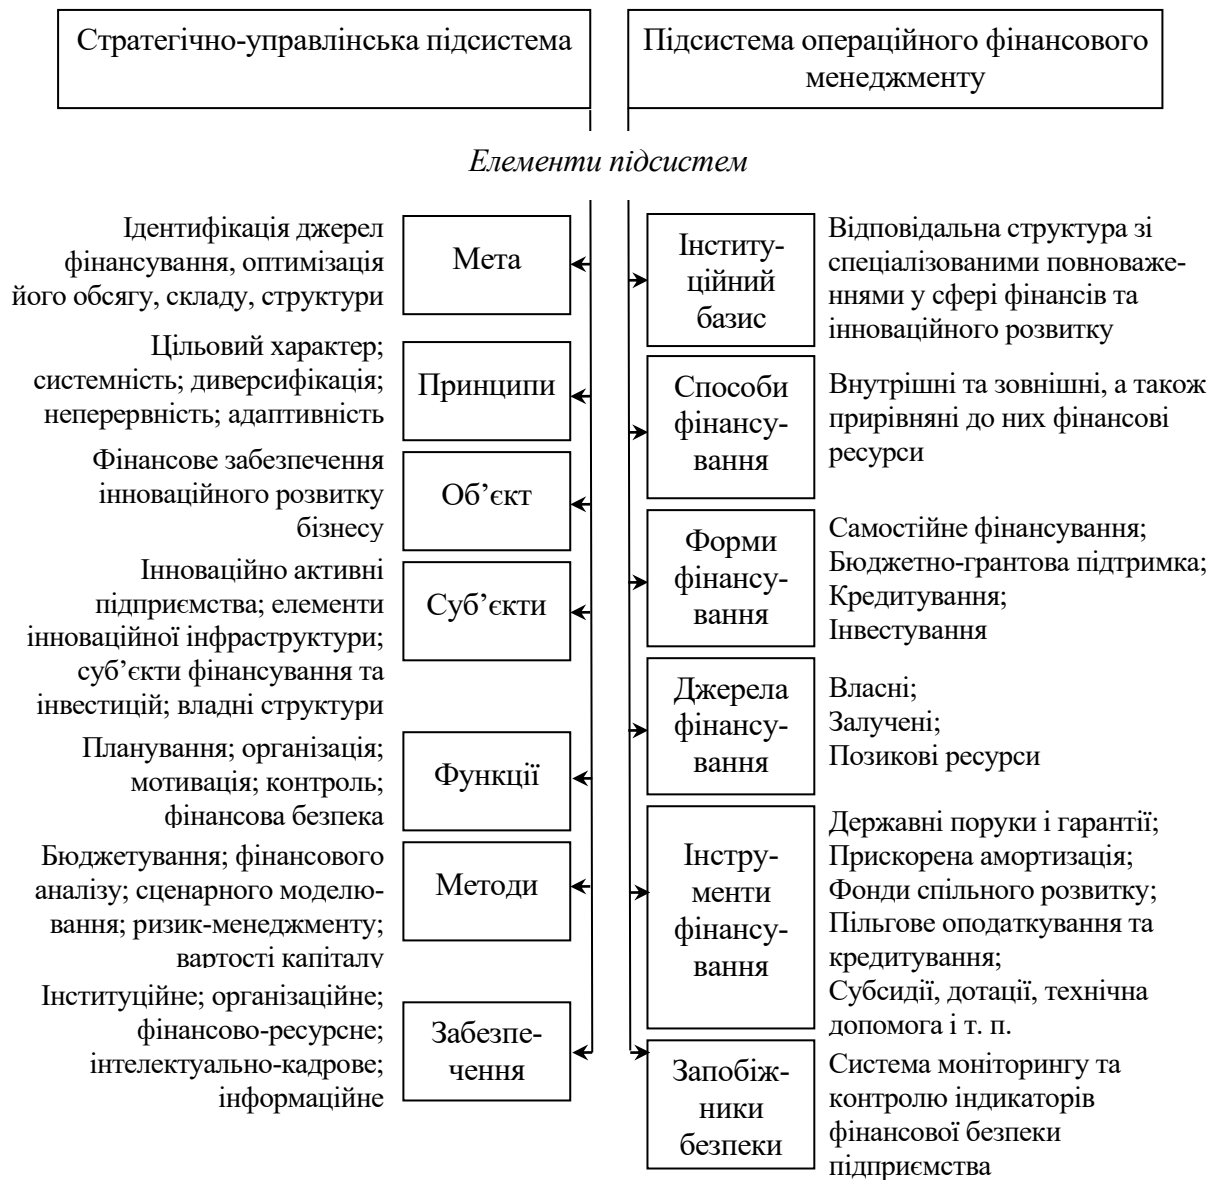 Стратегічно-управлінська підсистема
Підсистема операційного фінансового
менеджменту
Елементи підсистем
Ідентифікація джерел
фінансування, оптимізація
його обсягу, складу, структури
Мета
Цільовий характер;
системність; диверсифікація;
неперервність; адаптивність
Принципи
Фінансове забезпечення
інноваційного розвитку
бізнесу
Об’єкт
Інноваційно активні
підприємства; елементи
інноваційної інфраструктури;
суб’єкти фінансування та
інвестицій; владні структури
Суб’єкти
Планування; організація;
мотивація; контроль;
фінансова безпека
Функції
Бюджетування; фінансового
аналізу; сценарного моделю-
вання; ризик-менеджменту;
вартості капіталу
Методи
Інституційне; організаційне;
фінансово-ресурсне;
інтелектуально-кадрове;
інформаційне
Забезпе-
чення
Інститу-
ційний
базис
Відповідальна структура зі
спеціалізованими повноваже-
ннями у сфері фінансів та
інноваційного розвитку
Способи
фінансу-
вання
Внутрішні та зовнішні, а також
прирівняні до них фінансові
ресурси
Форми
фінансу-
вання
Самостійне фінансування;
Бюджетно-грантова підтримка;
Кредитування;
Інвестування
Джерела
фінансу-
вання
Власні;
Залучені;
Позикові ресурси
Інстру-
менти
фінансу-
вання
Державні поруки і гарантії;
Прискорена амортизація;
Фонди спільного розвитку;
Пільгове оподаткування та
кредитування;
Субсидії, дотації, технічна
допомога і т. п.
Запобіж-
ники
безпеки
Система моніторингу та
контролю індикаторів
фінансової безпеки
підприємства